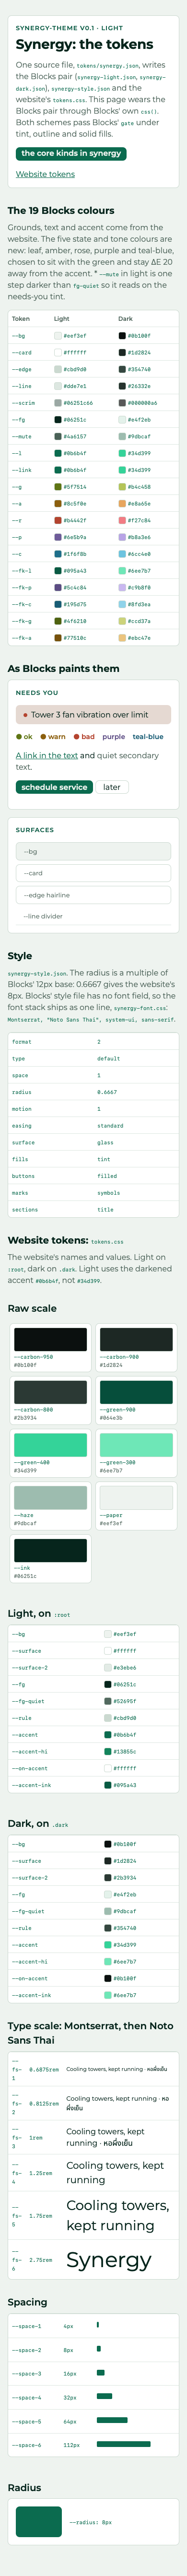 SYNERGY-THEME V0.1 · LIGHT
Synergy: the tokens
One source file, tokens/synergy.json, writes
the Blocks pair (synergy-light.json, synergy-
dark.json), synergy-style.json and the
website's tokens.css. This page wears the
Blocks pair through Blocks' own css().
Both schemes pass Blocks' gate under
tint, outline and solid fills.
the core kinds in synergy
Website tokens
The 19 Blocks colours
Grounds, text and accent come from the
website. The five state and tone colours are
new: leaf, amber, rose, purple and teal-blue,
chosen to sit with the green and stay ΔE 20
away from the accent. * --mute in light is one
step darker than fg-quiet so it reads on the
needs-you tint.
Token Light Dark
--bg #eef3ef #0b100f
--card #ffffff #1d2824
--edge #cbd9d0 #354740
--line #dde7e1 #26332e
--scrim #06251c66 #000000a6
--fg #06251c #e4f2eb
--mute #4a6157 #9dbcaf
--l #0b6b4f #34d399
--link #0b6b4f #34d399
--g #5f7514 #b4c458
--a #8c5f0e #e8a65e
--r #b4442f #f27c84
--p #6e5b9a #b8a3e6
--c #1f6f8b #6cc4e0
--fk-l #095a43 #6ee7b7
--fk-p #5c4c84 #c9b8f0
--fk-c #195d75 #8fd3ea
--fk-g #4f6210 #ccd37a
--fk-a #77510c #ebc47e
As Blocks paints them
NEEDS YOU
Tower 3 fan vibration over limit
ok warn bad purple teal-blue
A link in the text and quiet secondary
text.
schedule service later
SURFACES
--bg
--card
--edge hairline
--line divider
Style
synergy-style.json. The radius is a multiple of
Blocks' 12px base: 0.6667 gives the website's
8px. Blocks' style file has no font field, so the
font stack ships as one line, synergy-font.css:
Montserrat, "Noto Sans Thai", system-ui, sans-serif.
format 2
type default
space 1
radius 0.6667
motion 1
easing standard
surface glass
fills tint
buttons filled
marks symbols
sections title
Website tokens: tokens.css
The website's names and values. Light on
:root, dark on .dark. Light uses the darkened
accent #0b6b4f, not #34d399.
Raw scale
--carbon-950
#0b100f
--carbon-900
#1d2824
--carbon-800
#2b3934
--green-900
#064e3b
--green-400
#34d399
--green-300
#6ee7b7
--haze
#9dbcaf
--paper
#eef3ef
--ink
#06251c
Light, on :root
--bg #eef3ef
--surface #ffffff
--surface-2 #e3ebe6
--fg #06251c
--fg-quiet #52695f
--rule #cbd9d0
--accent #0b6b4f
--accent-hi #13855c
--on-accent #ffffff
--accent-ink #095a43
Dark, on .dark
--bg #0b100f
--surface #1d2824
--surface-2 #2b3934
--fg #e4f2eb
--fg-quiet #9dbcaf
--rule #354740
--accent #34d399
--accent-hi #6ee7b7
--on-accent #0b100f
--accent-ink #6ee7b7
Type scale: Montserrat, then Noto
Sans Thai
--fs-1 0.6875rem Cooling towers, kept running · หอผึ่งเย็น
--fs-2 0.8125rem Cooling towers, kept running · หอ
ผึ่งเย็น
--fs-3 1rem Cooling towers, kept
running · หอผึ่งเย็น
--fs-4 1.25rem Cooling towers, kept
running
--fs-5 1.75rem Cooling towers,
kept running
--fs-6 2.75rem Synergy
Spacing
--space-1 4px
--space-2 8px
--space-3 16px
--space-4 32px
--space-5 64px
--space-6 112px
Radius
--radius: 8px